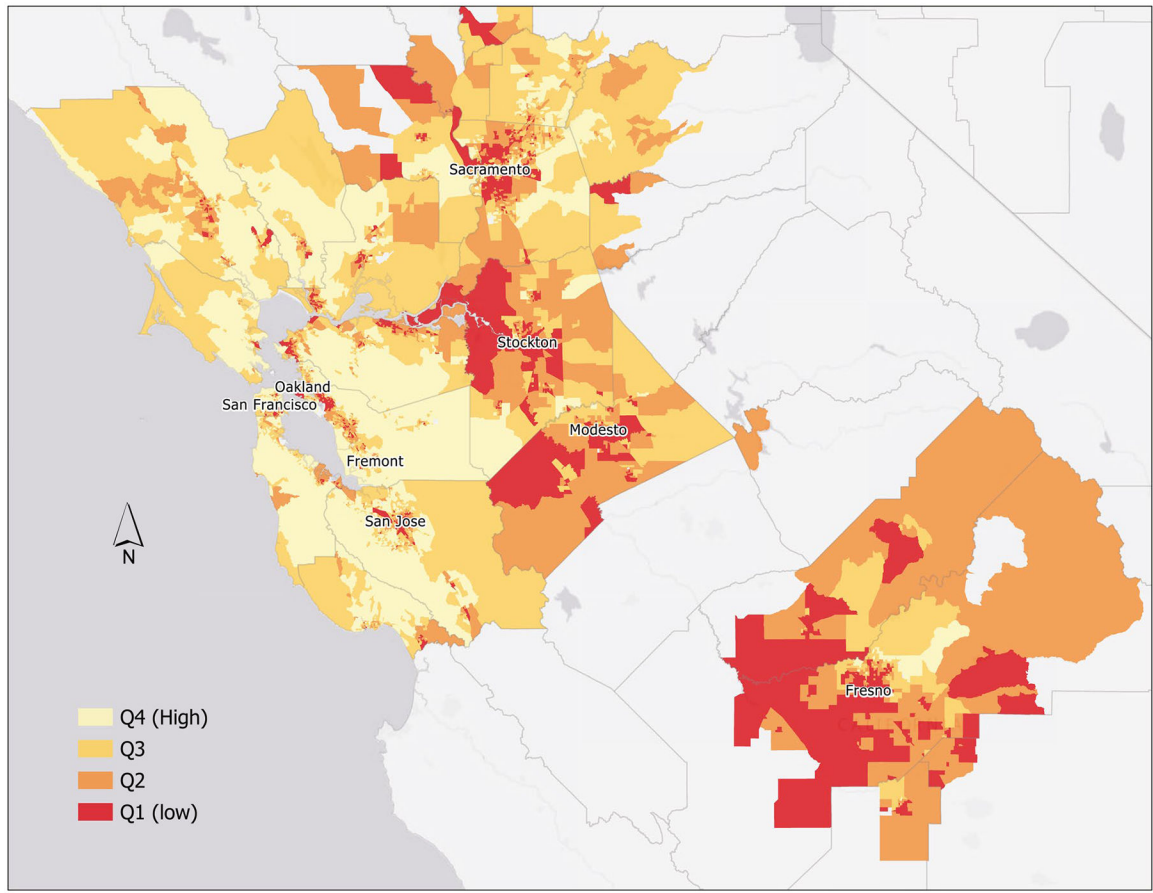 Sacramento
Stockton
Oakland
San Francisco
Modesto
Fremont
San Jose
N
Fresno
Q4 (High)
Q3
Q2
Q1 (low)